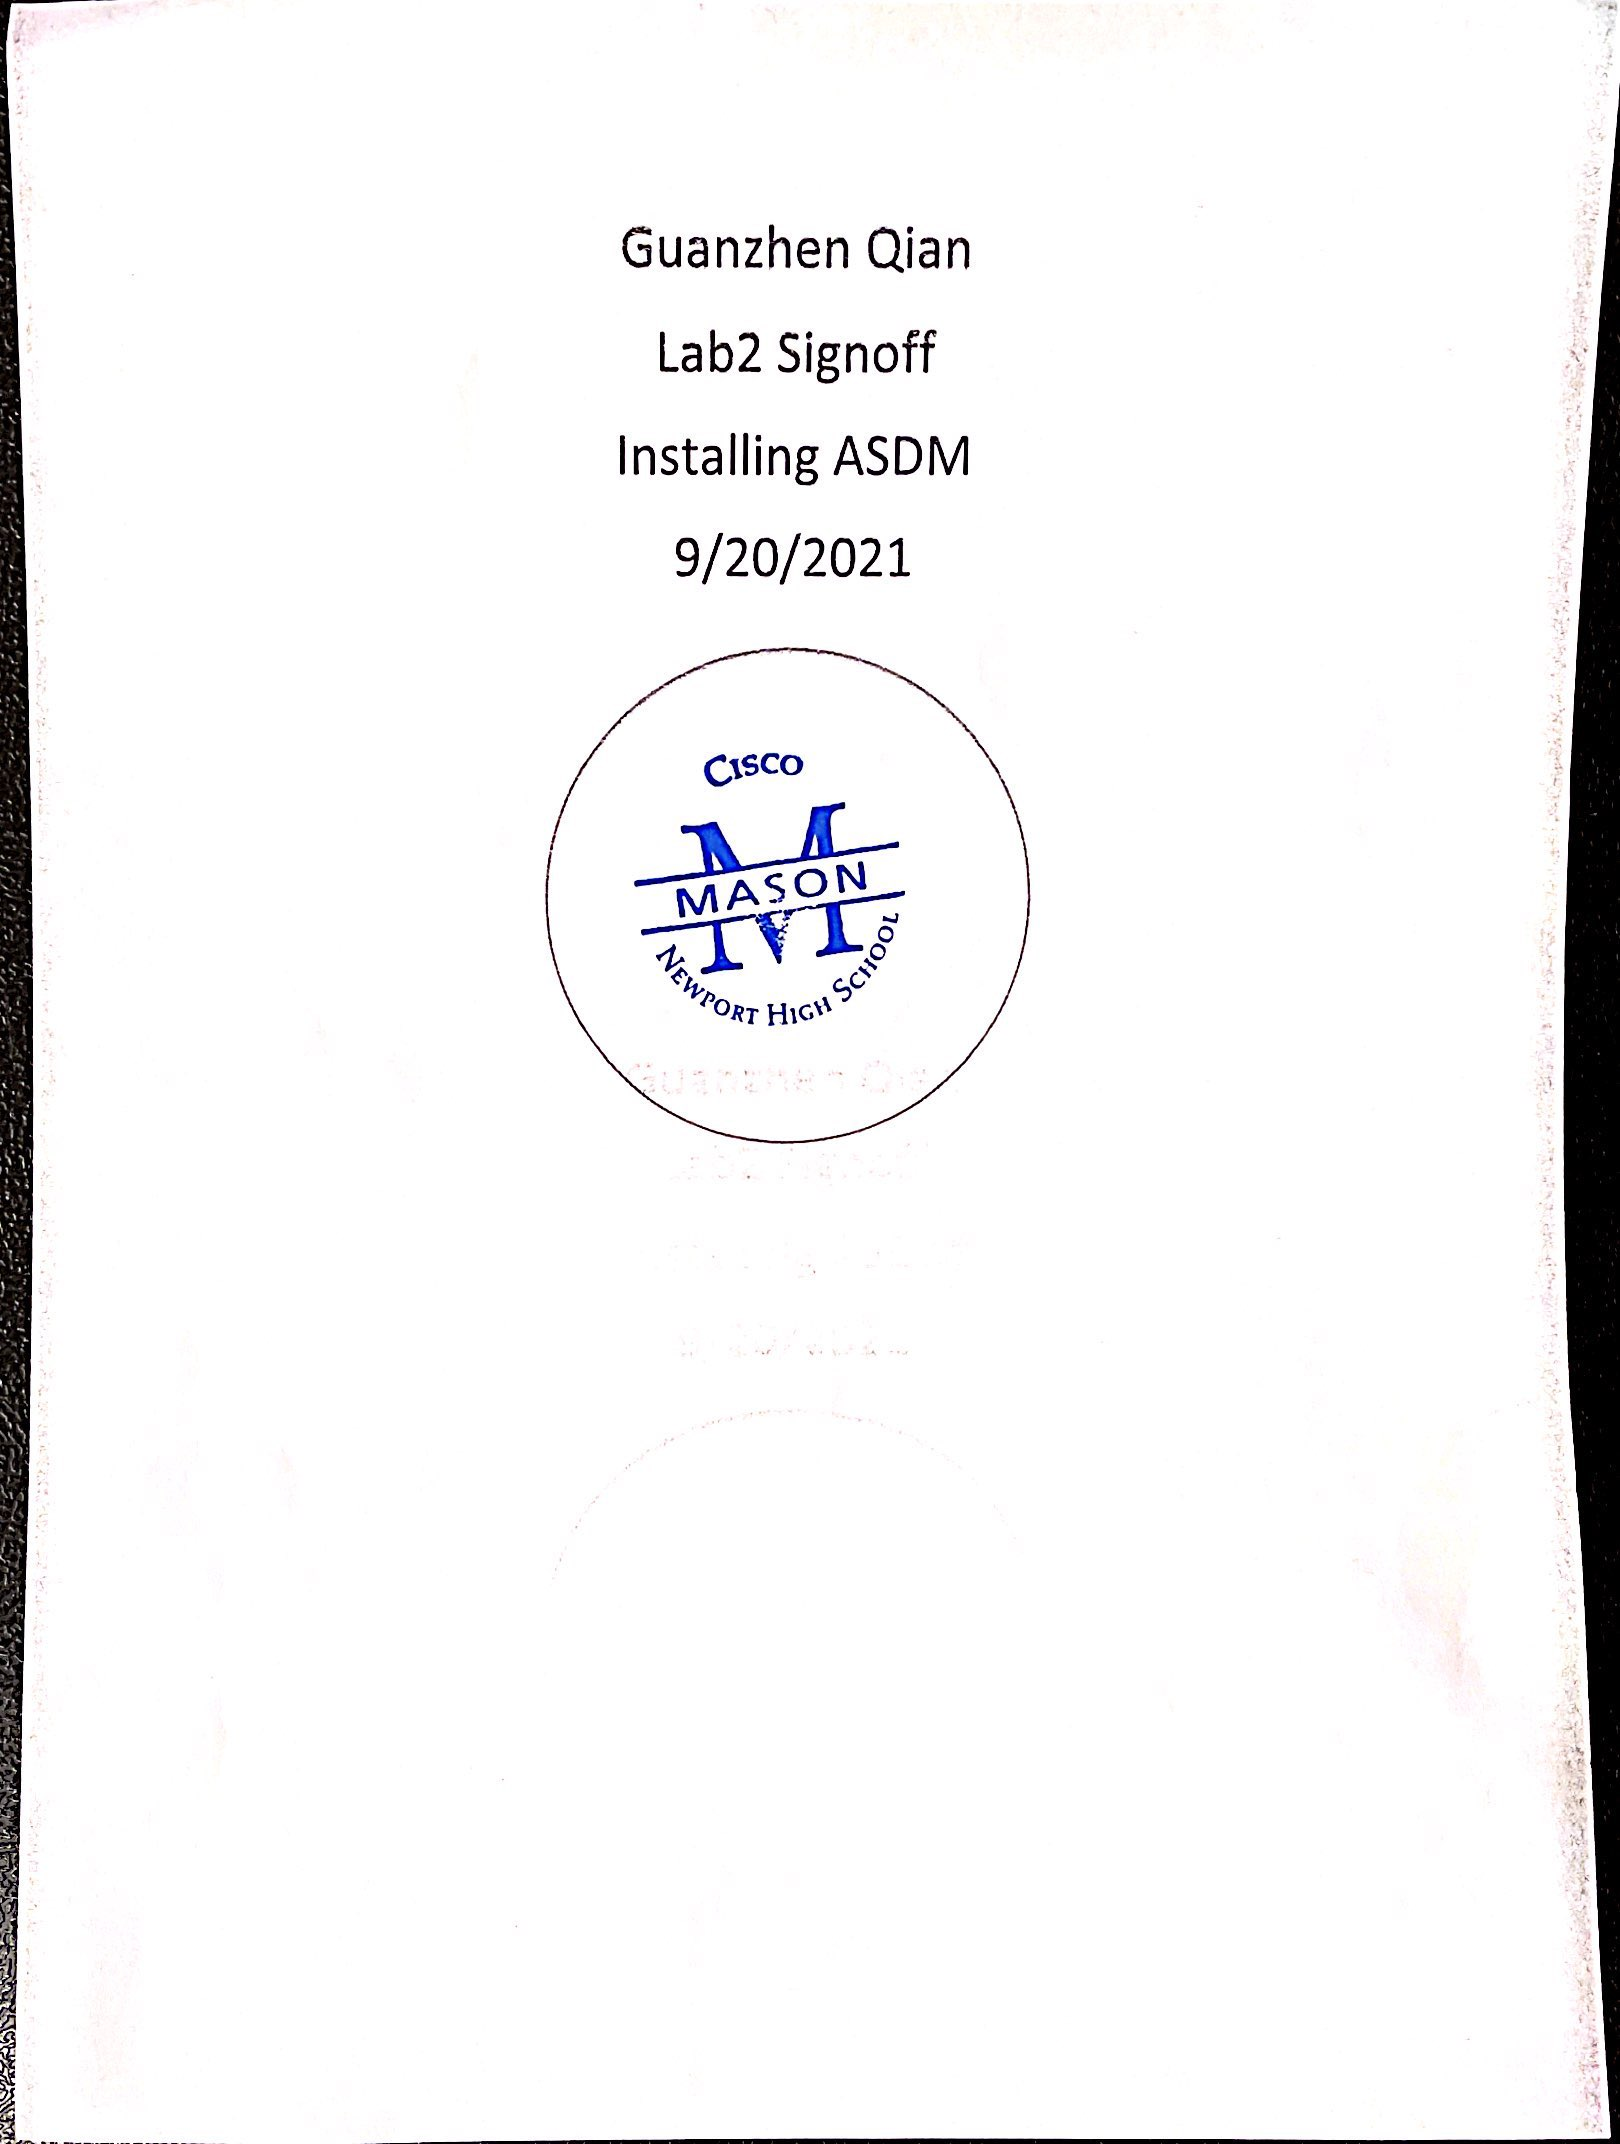 Guanzhen Qian
Lab2 Signoff
Installing ASDM
9/20/2021
CISCO
M
MASON
NEWPORT HIGH SCHOOL